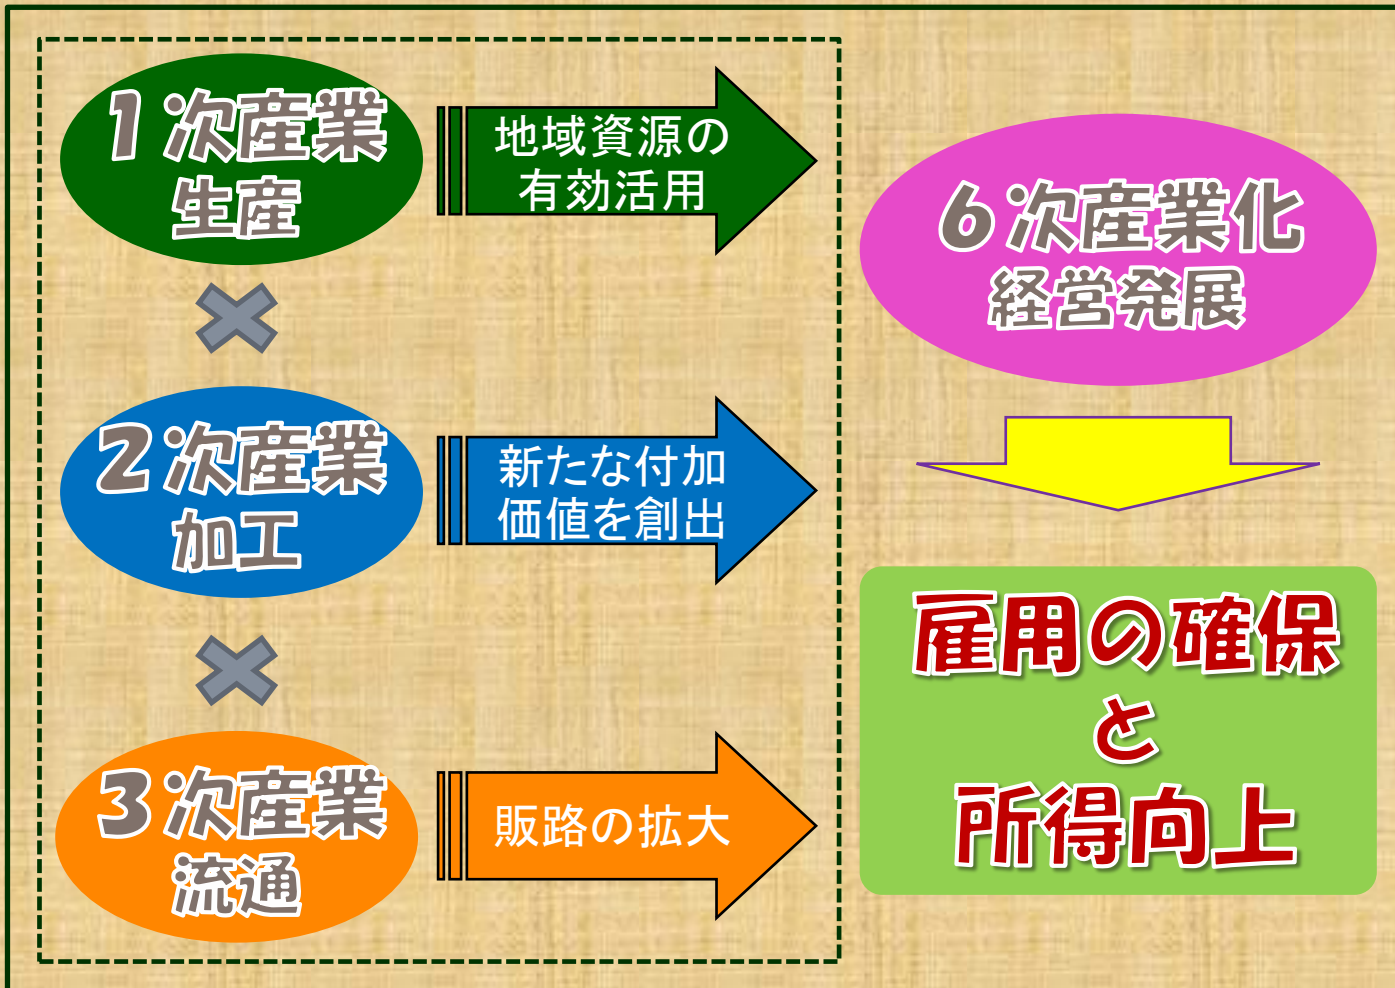 1次産業
生産
地域資源の
有効活用
2次産業
加工
新たな付加
価値を創出
3次産業
流通
販路の拡大
6次産業化
経営発展
雇用の確保
と
所得向上